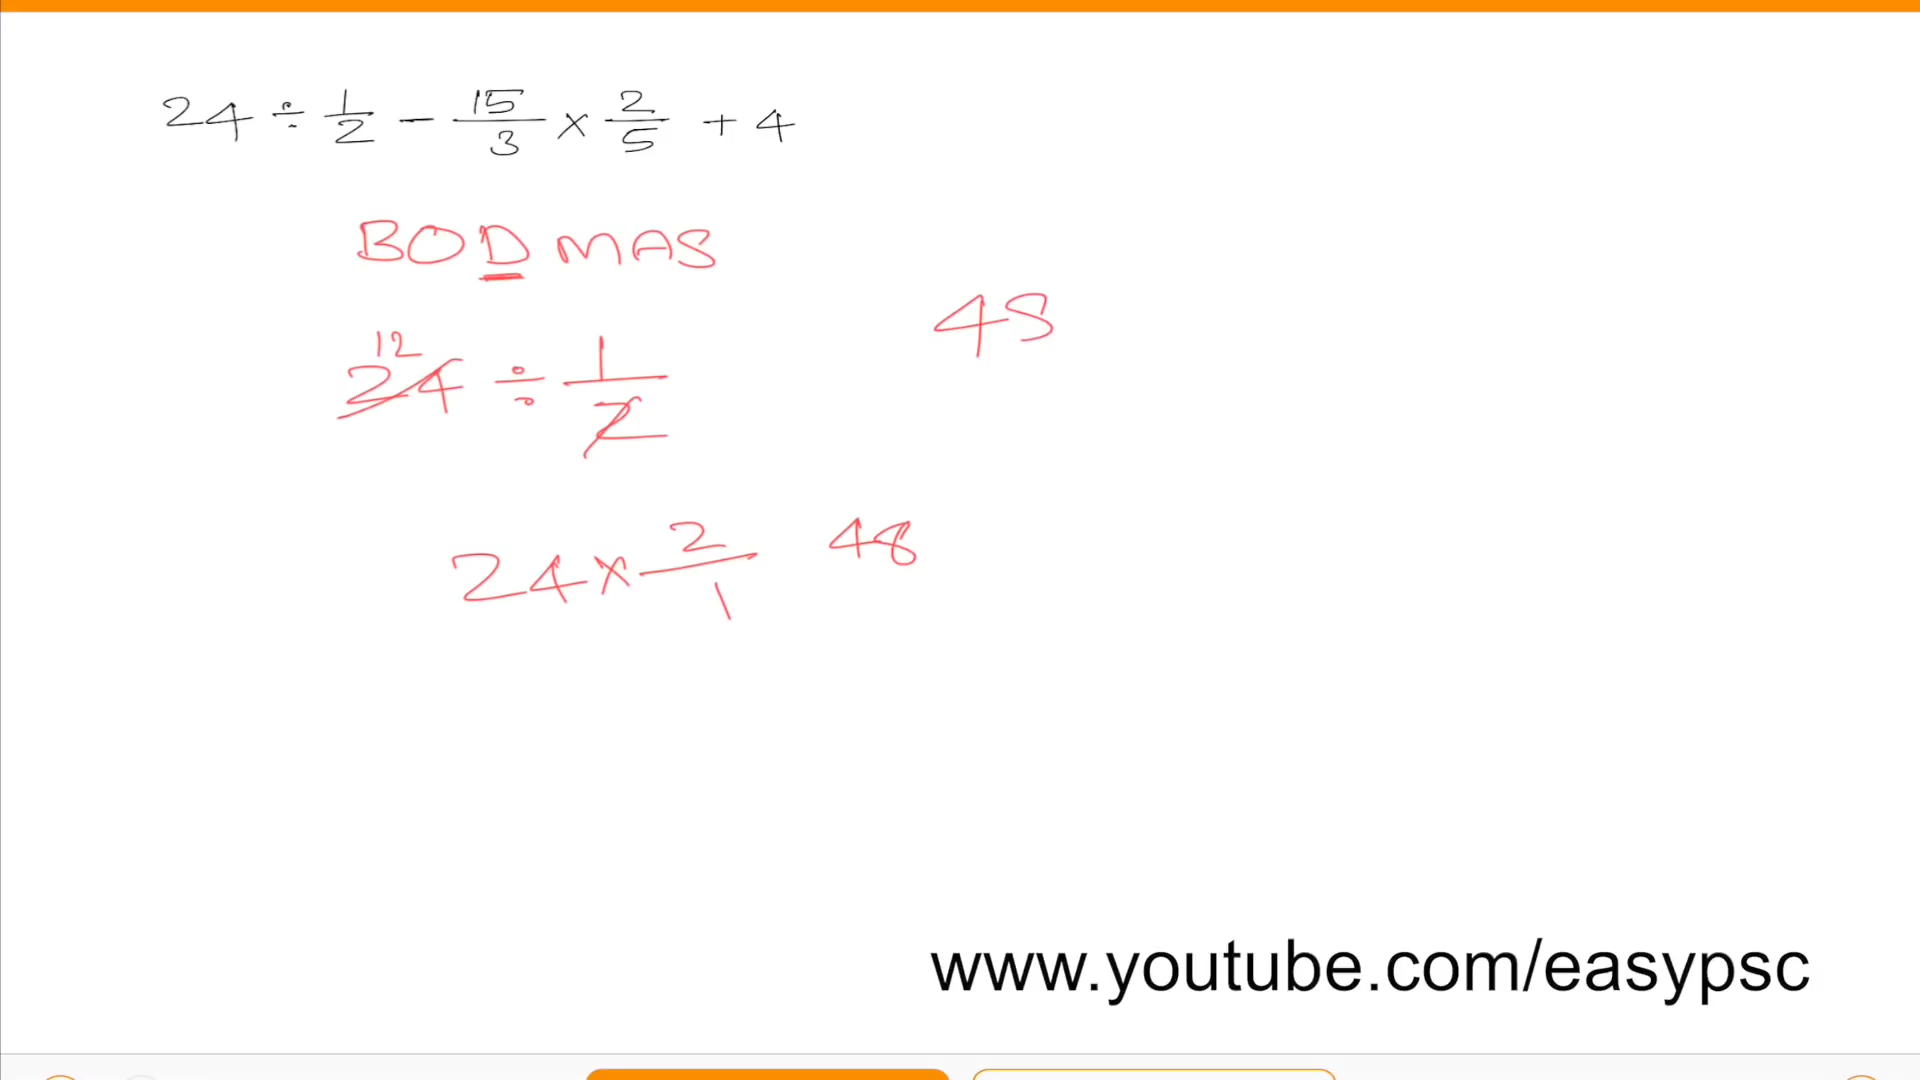 24 ÷ 1/2 - 15/3 × 2/5 + 4
BODMAS
48
12
24 ÷ 1/2
24 × 2/1 48
www.youtube.com/easypsc